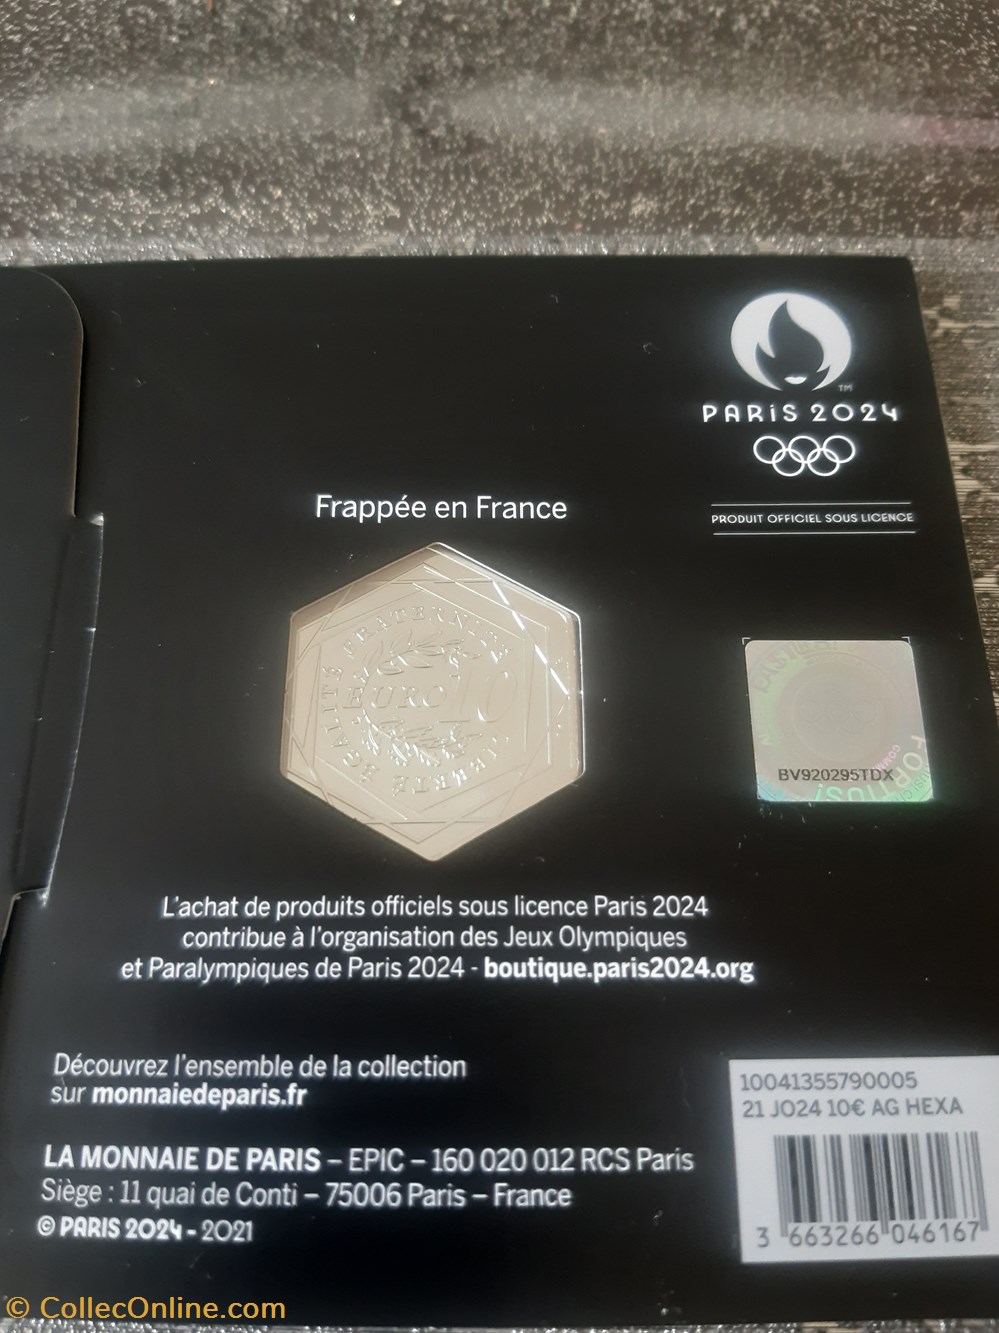 TM
PARIS 2024
PRODUIT OFFICIEL SOUS LICENCE
Frappée en France
LIBERTÉ ÉGALITÉ FRATERNITÉ
10 EURO
FORTIUS!
BV920295TDX
L'achat de produits officiels sous licence Paris 2024
contribue à l'organisation des Jeux Olympiques
et Paralympiques de Paris 2024 - boutique.paris2024.org
Découvrez l'ensemble de la collection
sur monnaiedeparis.fr
LA MONNAIE DE PARIS – EPIC – 160 020 012 RCS Paris
Siège : 11 quai de Conti – 75006 Paris – France
© PARIS 2024 - 2021
10041355790005
21 JO24 10€ AG HEXA
3 663266 046167
© CollecOnline.com